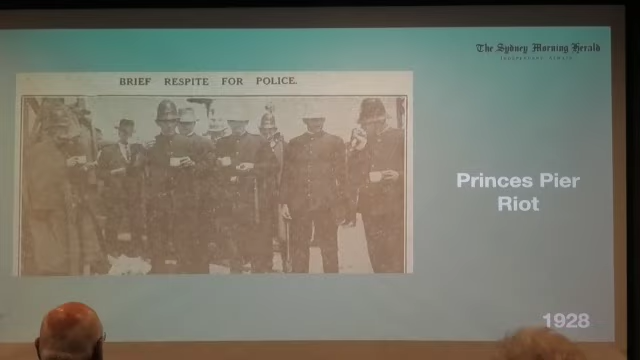 The Sydney Morning Herald
BRIEF RESPITE FOR POLICE.
Princes Pier
Riot
1928